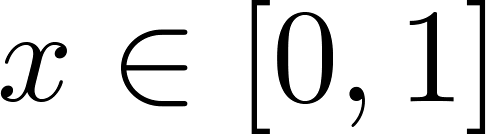 x ∈ [0, 1]